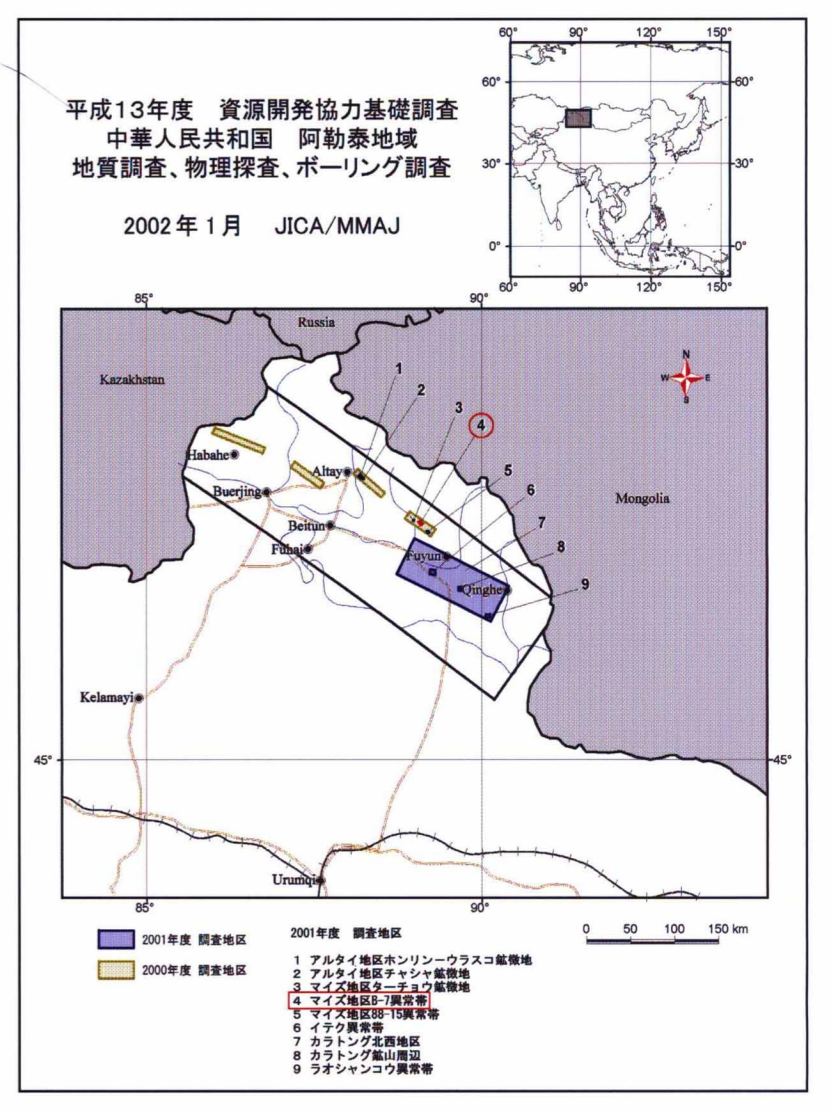 平成13年度　資源開発協力基礎調査
中華人民共和国　阿勒泰地域
地質調査、物理探査、ボーリング調査
2002年1月　JICA/MMAJ
60° 90° 120° 150°
60° 60°
30° 30°
0° 0°
60° 90° 120° 150°
85° 90°
Russia
Kazakhstan
Mongolia
N
W E
S
1
2
3
4
5
6
7
8
9
Habahe
Altay
Buerjing
Beitun
Fuhai
Fuyun
Qinghe
Kelamayi
45° 45°
Urumqi
85° 90°
2001年度 調査地区
2000年度 調査地区
0 50 100 150 km
2001年度　調査地区
1 アルタイ地区ホンリンーウラスコ鉱徴地
2 アルタイ地区チャシャ鉱徴地
3 マイズ地区ターチョウ鉱徴地
4 マイズ地区B-7異常帯
5 マイズ地区88-15異常帯
6 イテク異常帯
7 カラトング北西地区
8 カラトング鉱山周辺
9 ラオシャンコウ異常帯